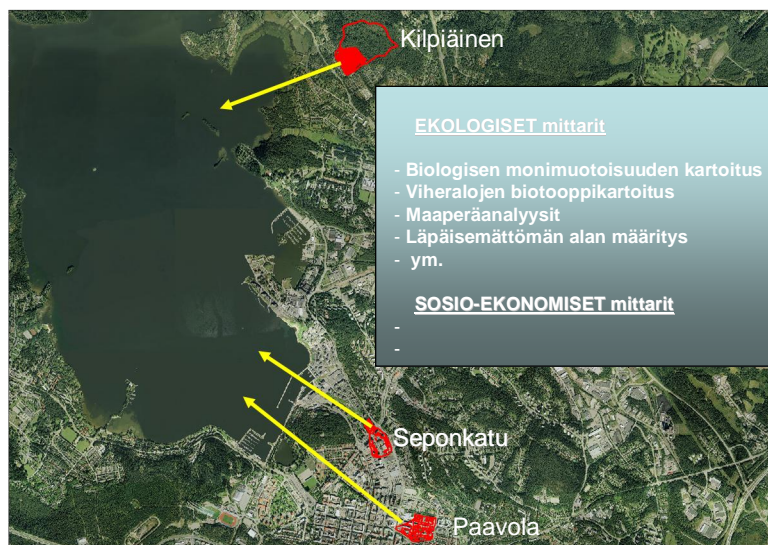 Kilpiäinen
EKOLOGISET mittarit
- Biologisen monimuotoisuuden kartoitus
- Viheralojen biotooppikartoitus
- Maaperäanalyysit
- Läpäisemättömän alan määritys
- ym.
SOSIO-EKONOMISET mittarit
-
-
Seponkatu
Paavola